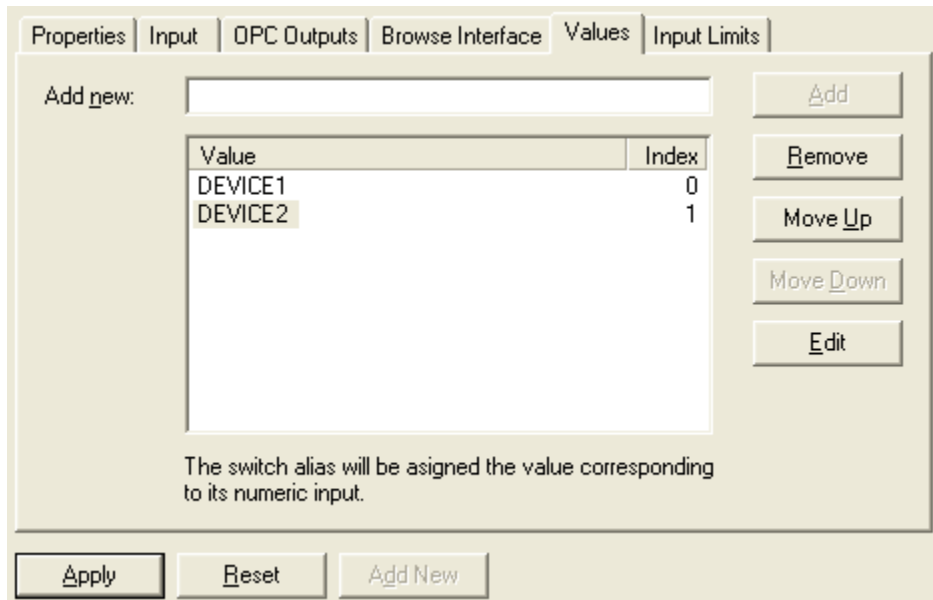 Properties Input OPC Outputs Browse Interface Values Input Limits
Add new: Add
Value Index Remove
DEVICE1 0
DEVICE2 1 Move Up
Move Down
Edit
The switch alias will be asigned the value corresponding
to its numeric input.
Apply Reset Add New